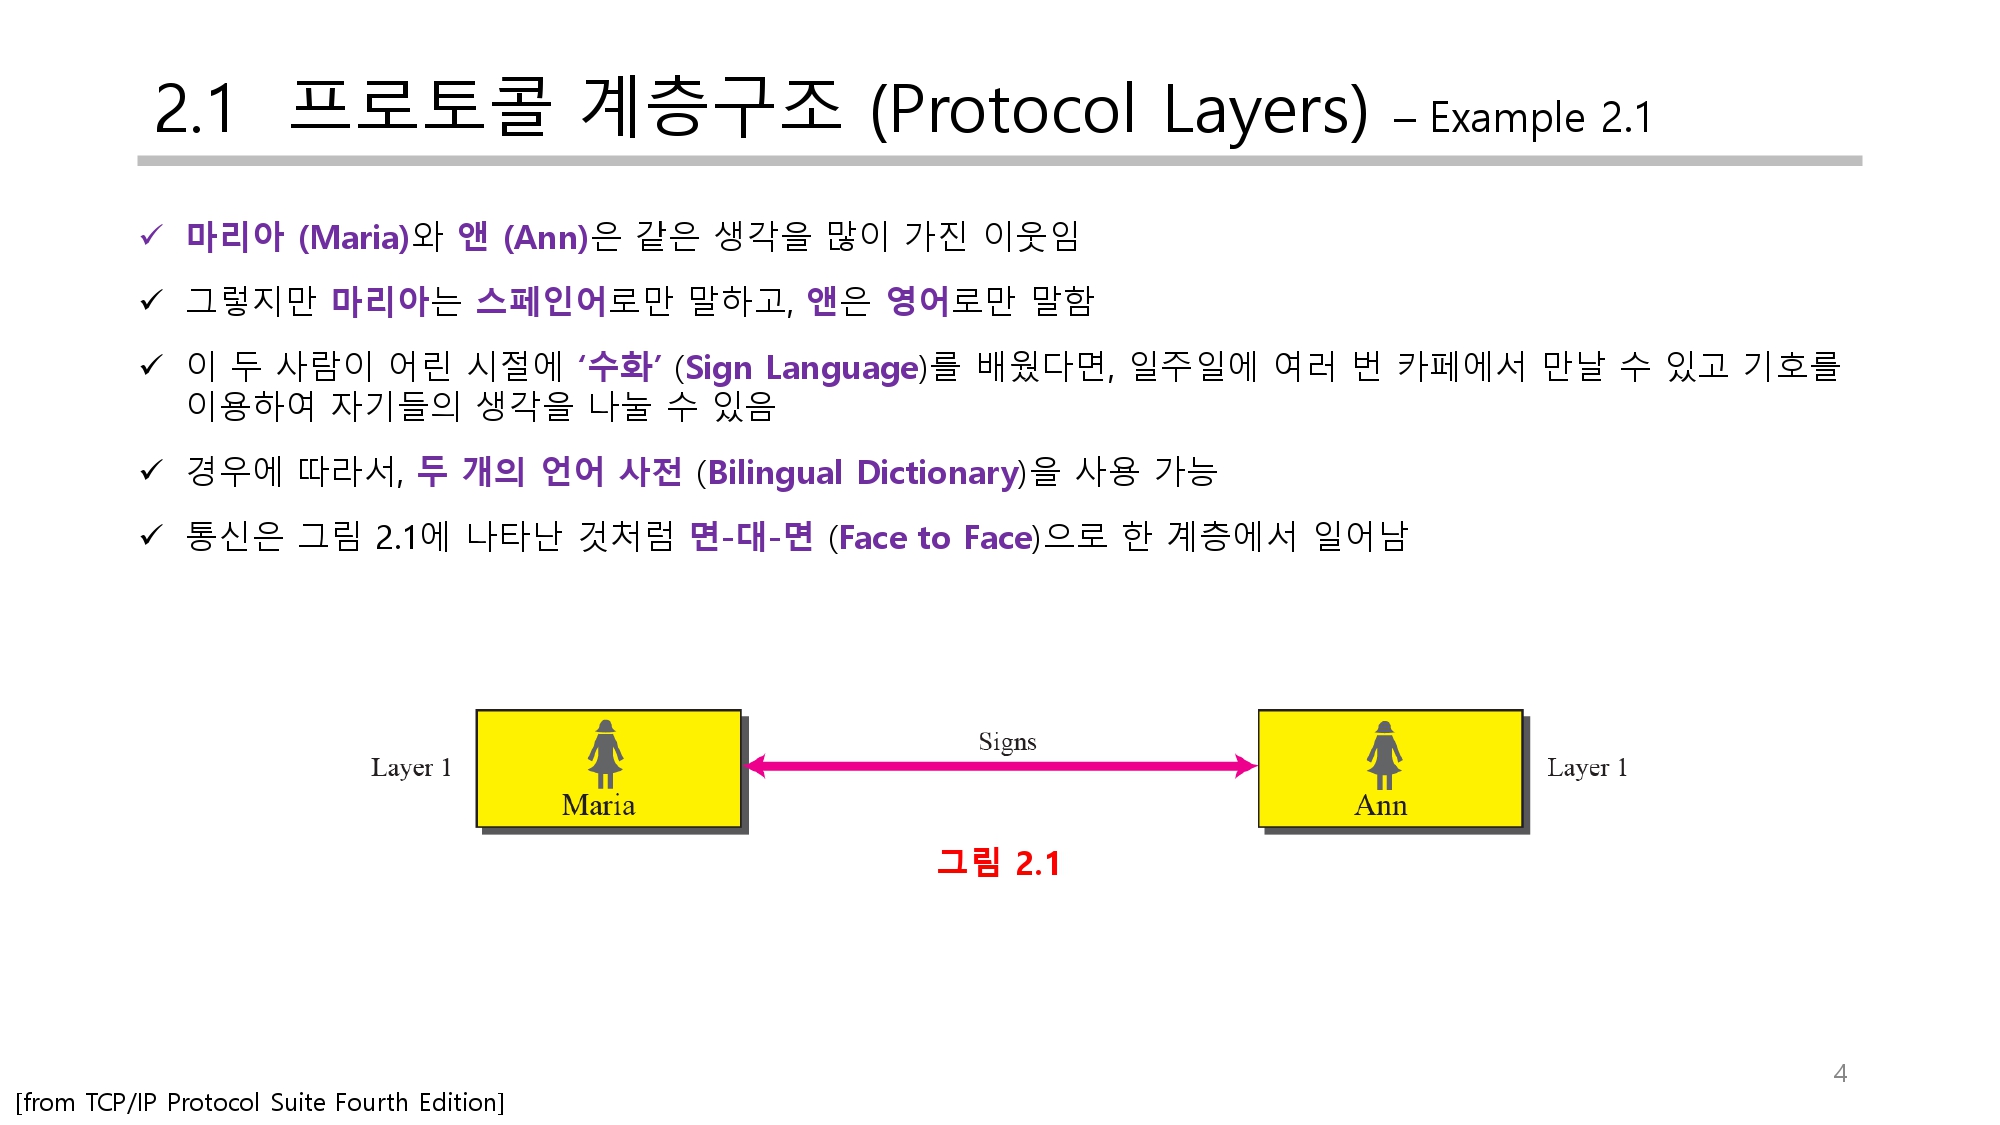 2.1 프로토콜 계층구조 (Protocol Layers) – Example 2.1
✓ 마리아 (Maria)와 앤 (Ann)은 같은 생각을 많이 가진 이웃임
✓ 그렇지만 마리아는 스페인어로만 말하고, 앤은 영어로만 말함
✓ 이 두 사람이 어린 시절에 ‘수화’ (Sign Language)를 배웠다면, 일주일에 여러 번 카페에서 만날 수 있고 기호를
이용하여 자기들의 생각을 나눌 수 있음
✓ 경우에 따라서, 두 개의 언어 사전 (Bilingual Dictionary)을 사용 가능
✓ 통신은 그림 2.1에 나타난 것처럼 면-대-면 (Face to Face)으로 한 계층에서 일어남
Signs
Layer 1
Layer 1
Maria
Ann
그림 2.1
4
[from TCP/IP Protocol Suite Fourth Edition]